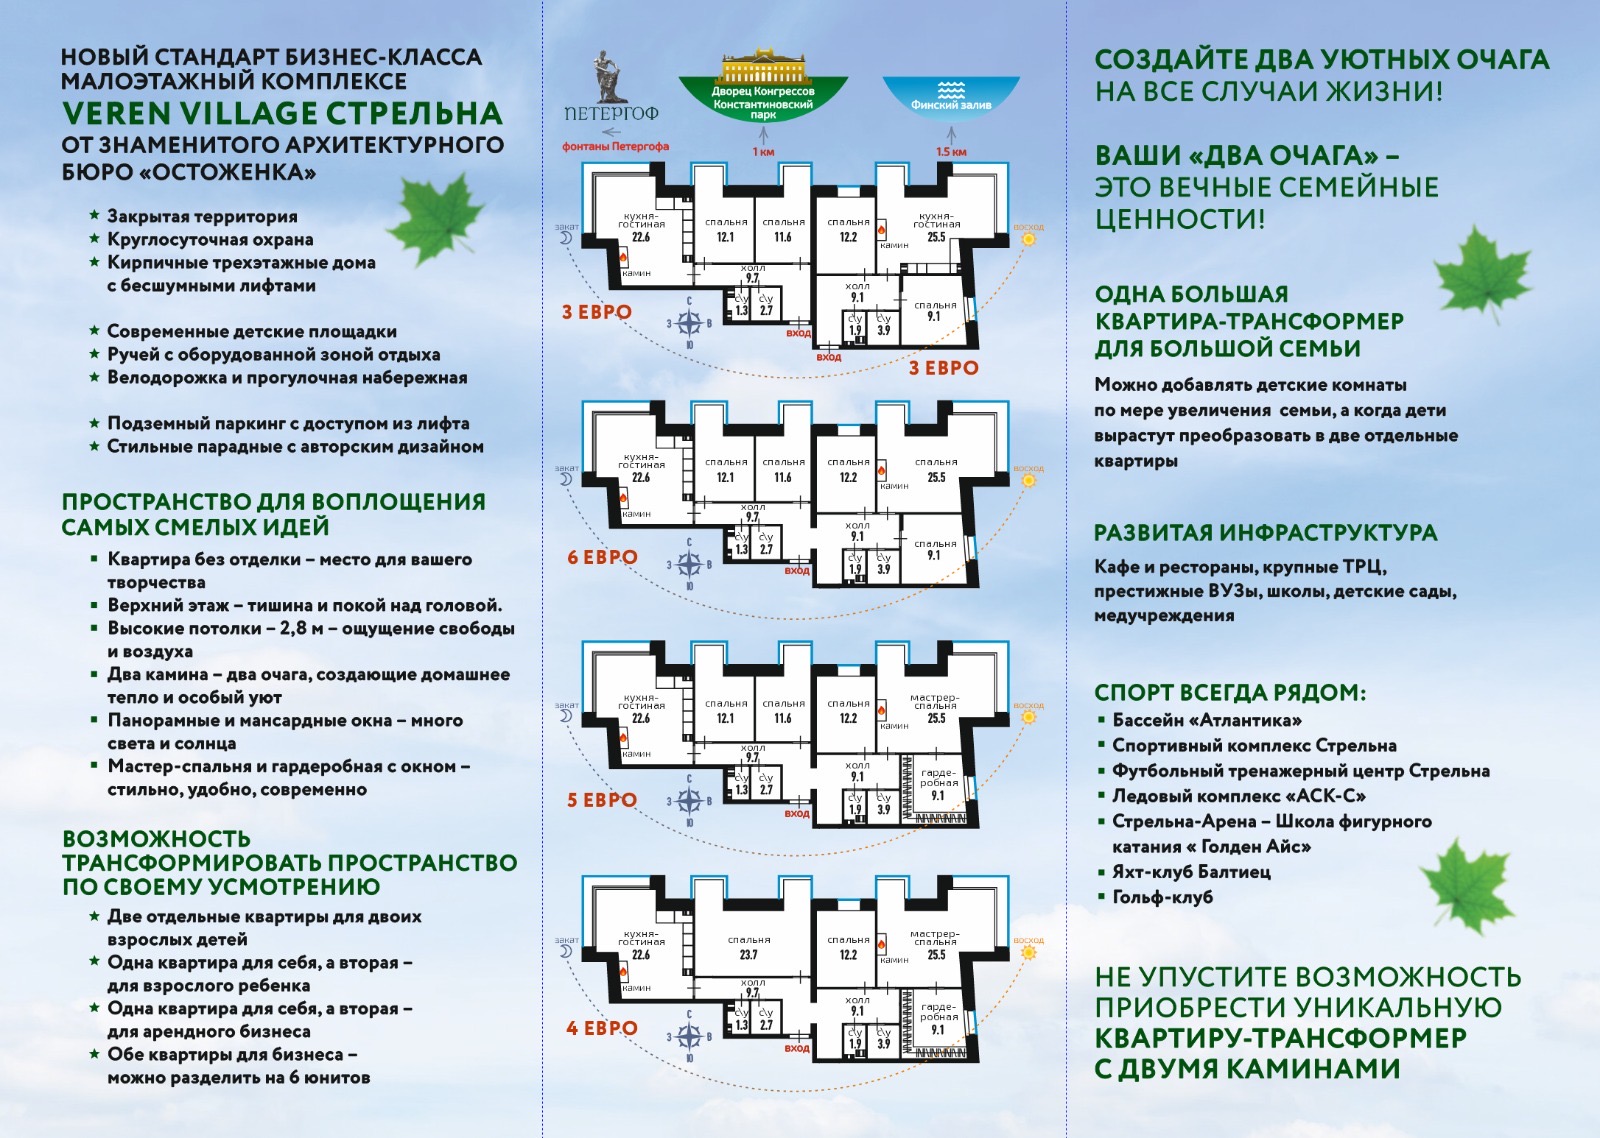 НОВЫЙ СТАНДАРТ БИЗНЕС-КЛАССА
МАЛОЭТАЖНЫЙ КОМПЛЕКСЕ
VEREN VILLAGE СТРЕЛЬНА
ОТ ЗНАМЕНИТОГО АРХИТЕКТУРНОГО
БЮРО «ОСТОЖЕНКА»
Закрытая территория
Круглосуточная охрана
Кирпичные трехэтажные дома
с бесшумными лифтами
Современные детские площадки
Ручей с оборудованной зоной отдыха
Велодорожка и прогулочная набережная
Подземный паркинг с доступом из лифта
Стильные парадные с авторским дизайном
ПРОСТРАНСТВО ДЛЯ ВОПЛОЩЕНИЯ
САМЫХ СМЕЛЫХ ИДЕЙ
Квартира без отделки – место для вашего
творчества
Верхний этаж – тишина и покой над головой.
Высокие потолки – 2,8 м – ощущение свободы
и воздуха
Два камина – два очага, создающие домашнее
тепло и особый уют
Панорамные и мансардные окна – много
света и солнца
Мастер-спальня и гардеробная с окном –
стильно, удобно, современно
ВОЗМОЖНОСТЬ
ТРАНСФОРМИРОВАТЬ ПРОСТРАНСТВО
ПО СВОЕМУ УСМОТРЕНИЮ
Две отдельные квартиры для двоих
взрослых детей
Одна квартира для себя, а вторая –
для взрослого ребенка
Одна квартира для себя, а вторая –
для арендного бизнеса
Обе квартиры для бизнеса –
можно разделить на 6 юнитов
ПЕТЕРГОФ
фонтаны Петергофа
Дворец Конгрессов
Константиновский
парк
1 км
Финский залив
1.5 км
закат
восход
кухня-
гостиная
22.6
камин
спальня
12.1
спальня
11.6
холл
9.7
с\у
1.3
с\у
2.7
вход
спальня
12.2
камин
кухня-
гостиная
25.5
холл
9.1
с\у
1.9
с\у
3.9
спальня
9.1
вход
С
З
В
Ю
3 ЕВРО
3 ЕВРО
закат
восход
кухня-
гостиная
22.6
камин
спальня
12.1
спальня
11.6
холл
9.7
с\у
1.3
с\у
2.7
вход
спальня
12.2
камин
спальня
25.5
холл
9.1
с\у
1.9
с\у
3.9
спальня
9.1
С
З
В
Ю
6 ЕВРО
закат
восход
кухня-
гостиная
22.6
камин
спальня
12.1
спальня
11.6
холл
9.7
с\у
1.3
с\у
2.7
вход
спальня
12.2
камин
мастрер-
спальня
25.5
холл
9.1
с\у
1.9
с\у
3.9
гарде-
робная
9.1
С
З
В
Ю
5 ЕВРО
закат
восход
кухня-
гостиная
22.6
камин
спальня
23.7
холл
9.7
с\у
1.3
с\у
2.7
вход
спальня
12.2
камин
мастрер-
спальня
25.5
холл
9.1
с\у
1.9
с\у
3.9
гарде-
робная
9.1
С
З
В
Ю
4 ЕВРО
СОЗДАЙТЕ ДВА УЮТНЫХ ОЧАГА
НА ВСЕ СЛУЧАИ ЖИЗНИ!
ВАШИ «ДВА ОЧАГА» –
ЭТО ВЕЧНЫЕ СЕМЕЙНЫЕ
ЦЕННОСТИ!
ОДНА БОЛЬШАЯ
КВАРТИРА-ТРАНСФОРМЕР
ДЛЯ БОЛЬШОЙ СЕМЬИ
Можно добавлять детские комнаты
по мере увеличения семьи, а когда дети
вырастут преобразовать в две отдельные
квартиры
РАЗВИТАЯ ИНФРАСТРУКТУРА
Кафе и рестораны, крупные ТРЦ,
престижные ВУЗы, школы, детские сады,
медучреждения
СПОРТ ВСЕГДА РЯДОМ:
Бассейн «Атлантика»
Спортивный комплекс Стрельна
Футбольный тренажерный центр Стрельна
Ледовый комплекс «АСК-С»
Стрельна-Арена – Школа фигурного
катания « Голден Айс»
Яхт-клуб Балтиец
Гольф-клуб
НЕ УПУСТИТЕ ВОЗМОЖНОСТЬ
ПРИОБРЕСТИ УНИКАЛЬНУЮ
КВАРТИРУ-ТРАНСФОРМЕР
С ДВУМЯ КАМИНАМИ